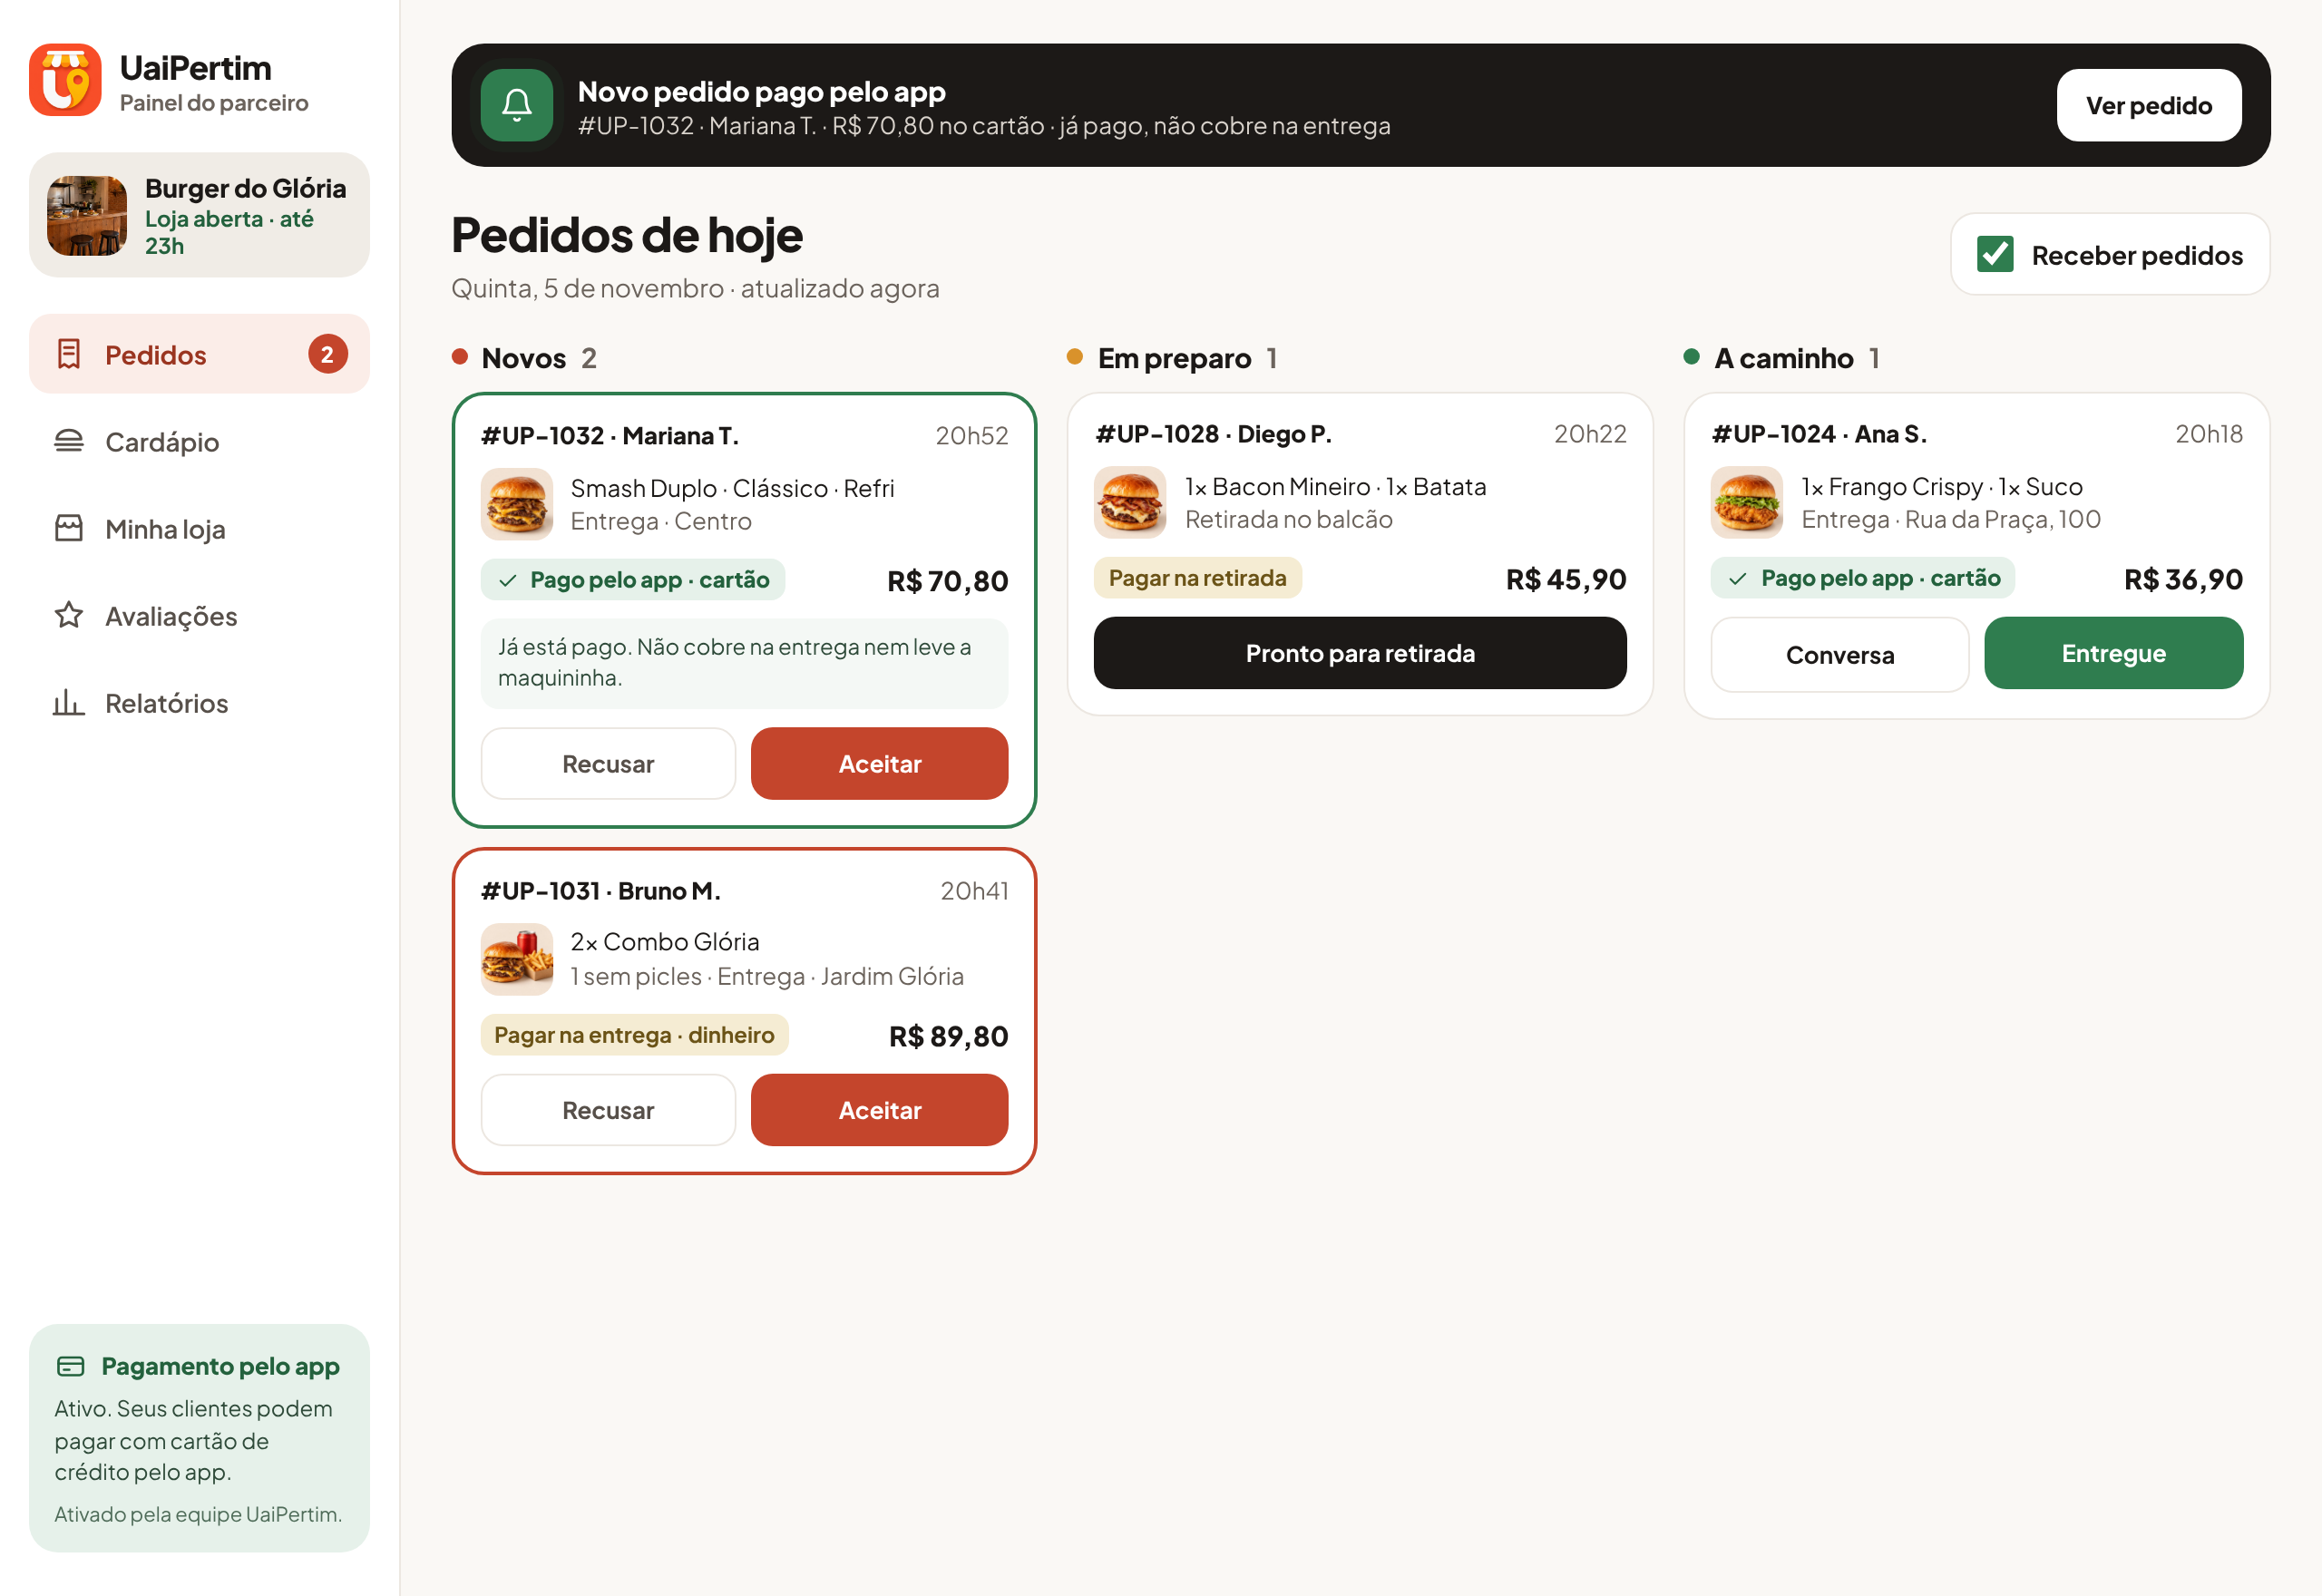 UaiPertim
Painel do parceiro
Burger do Glória
Loja aberta · até
23h
Pedidos 2
Cardápio
Minha loja
Avaliações
Relatórios
Pagamento pelo app
Ativo. Seus clientes podem
pagar com cartão de
crédito pelo app.
Ativado pela equipe UaiPertim.
Novo pedido pago pelo app
#UP-1032 · Mariana T. · R$ 70,80 no cartão · já pago, não cobre na entrega
Ver pedido
Pedidos de hoje
Quinta, 5 de novembro · atualizado agora
Receber pedidos
Novos 2
#UP-1032 · Mariana T. 20h52
Smash Duplo · Clássico · Refri
Entrega · Centro
Pago pelo app · cartão R$ 70,80
Já está pago. Não cobre na entrega nem leve a
maquininha.
Recusar Aceitar
#UP-1031 · Bruno M. 20h41
2× Combo Glória
1 sem picles · Entrega · Jardim Glória
Pagar na entrega · dinheiro R$ 89,80
Recusar Aceitar
Em preparo 1
#UP-1028 · Diego P. 20h22
1× Bacon Mineiro · 1× Batata
Retirada no balcão
Pagar na retirada R$ 45,90
Pronto para retirada
A caminho 1
#UP-1024 · Ana S. 20h18
1× Frango Crispy · 1× Suco
Entrega · Rua da Praça, 100
Pago pelo app · cartão R$ 36,90
Conversa Entregue